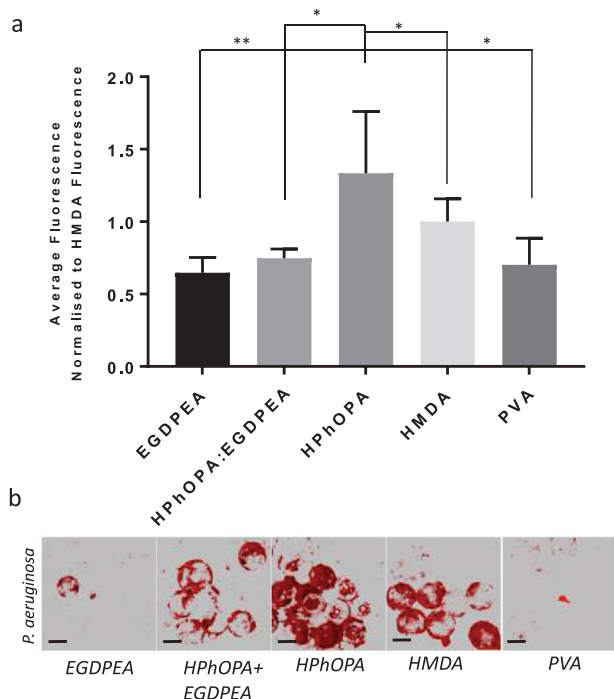 a
*
**
*
*
2.0
1.5
1.0
0.5
0.0
Average Fluorescence
Normalised to HMDA Fluorescence
EGDPEA
HPhOPA:EGDPEA
HPhOPA
HMDA
PVA
b
P. aeruginosa
EGDPEA
HPhOPA+
EGDPEA
HPhOPA
HMDA
PVA